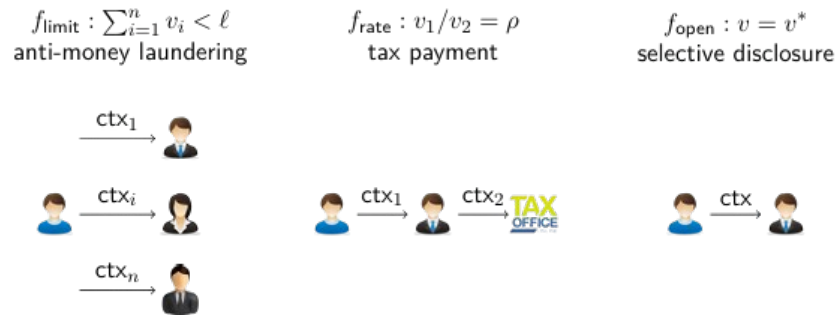 f_limit : ∑_{i=1}^{n} v_i < ℓ
anti-money laundering
f_rate : v_1/v_2 = ρ
tax payment
f_open : v = v*
selective disclosure
ctx_1
ctx_i
ctx_n
ctx_1
ctx_2
TAX
OFFICE
ctx